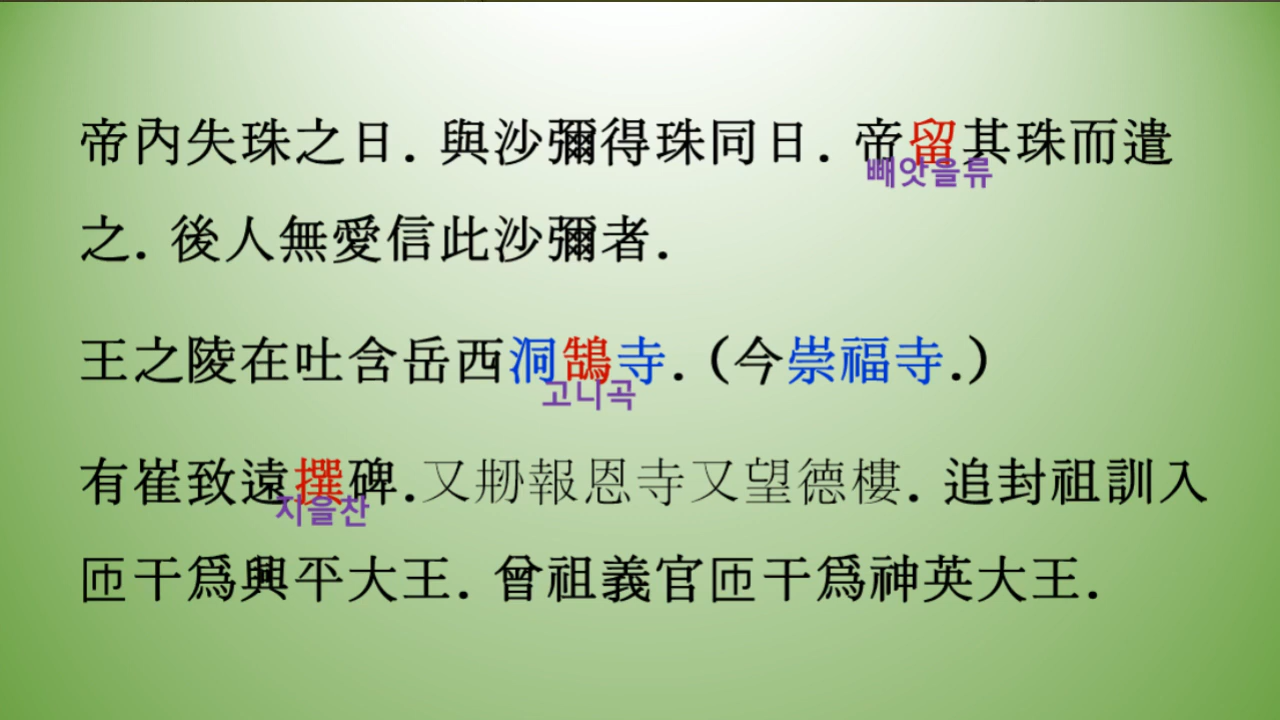 帝內失珠之日. 與沙彌得珠同日. 帝留其珠而遣
빼앗을류
之. 後人無愛信此沙彌者.
王之陵在吐含岳西洞鵠寺. (今崇福寺.)
고니곡
有崔致遠撰碑.又刱報恩寺又望德樓. 追封祖訓入
지을찬
匝干爲興平大王. 曾祖義官匝干爲神英大王.